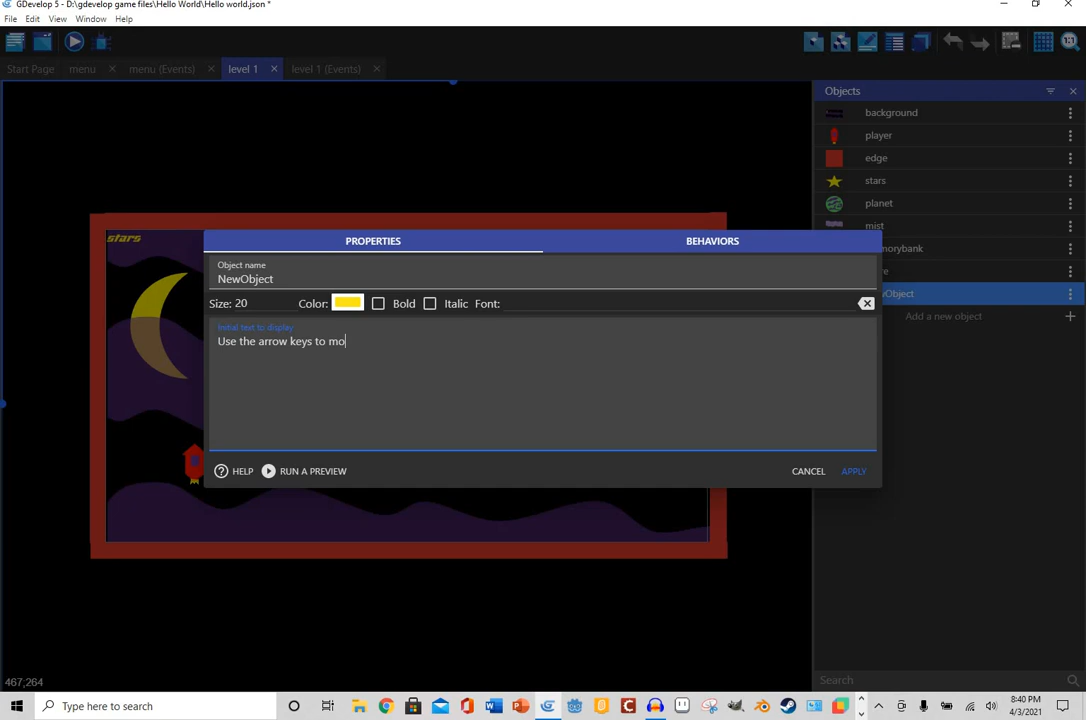 GDevelop 5 - D:\gdevelop game files\Hello World\Hello world.json *
File Edit View Window Help
Start Page menu menu (Events) level 1 level 1 (Events)
Objects
background
player
edge
stars
planet
mist
PROPERTIES BEHAVIORS
stars
Object name
NewObject
Size: 20 Color: Bold Italic Font:
Add a new object
Initial text to display
Use the arrow keys to mo
HELP RUN A PREVIEW CANCEL APPLY
467;264
Search
Type here to search
8:40 PM
4/3/2021